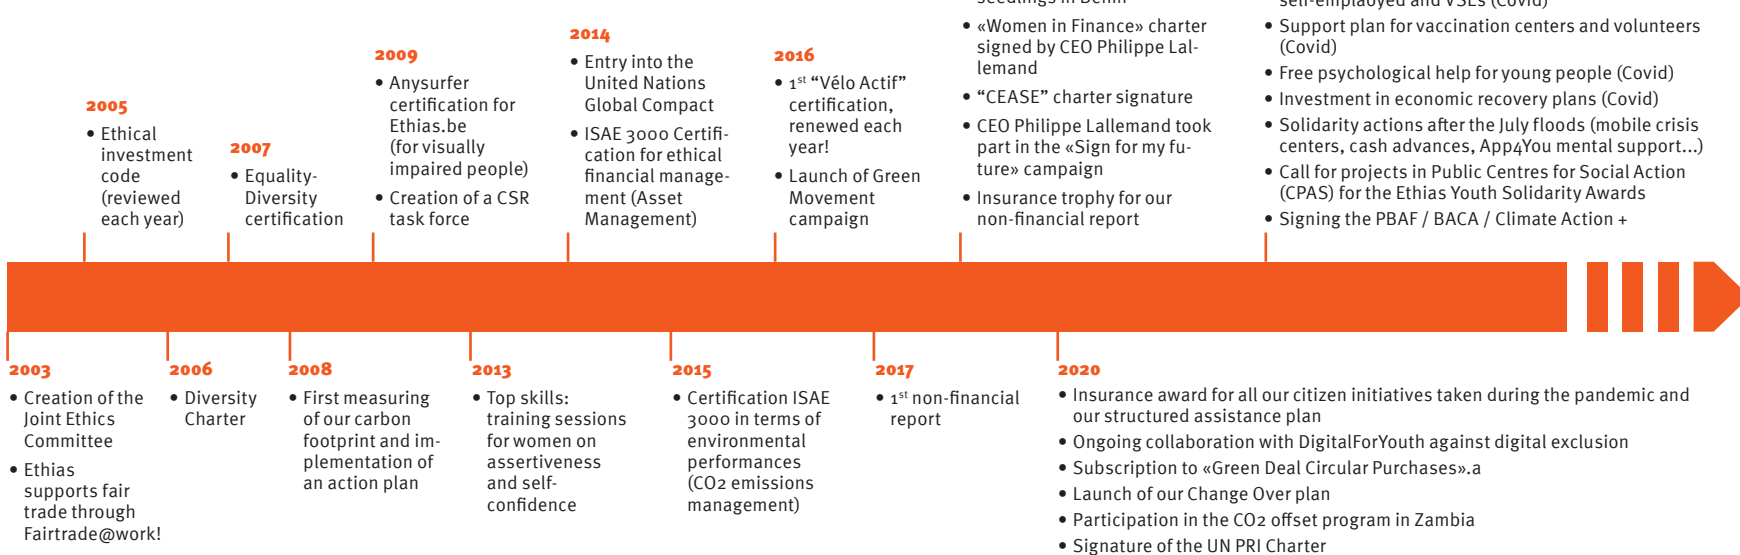 2005
• Ethical
investment
code
(reviewed
each year)
2007
• Equality-
Diversity
certification
2009
• Anysurfer
certification for
Ethias.be
(for visually
impaired people)
• Creation of a CSR
task force
2014
• Entry into the
United Nations
Global Compact
• ISAE 3000 Certifi-
cation for ethical
financial manage-
ment (Asset
Management)
2016
• 1st “Vélo Actif”
certification,
renewed each
year!
• Launch of Green
Movement
campaign
seedlings in Benin
• «Women in Finance» charter
signed by CEO Philippe Lal-
lemand
• “CEASE” charter signature
• CEO Philippe Lallemand took
part in the «Sign for my fu-
ture» campaign
• Insurance trophy for our
non-financial report
self-emplaoyed and VSEs (Covid)
• Support plan for vaccination centers and volunteers
(Covid)
• Free psychological help for young people (Covid)
• Investment in economic recovery plans (Covid)
• Solidarity actions after the July floods (mobile crisis
centers, cash advances, App4You mental support...)
• Call for projects in Public Centres for Social Action
(CPAS) for the Ethias Youth Solidarity Awards
• Signing the PBAF / BACA / Climate Action +
2003
• Creation of the
Joint Ethics
Committee
• Ethias
supports fair
trade through
Fairtrade@work!
2006
• Diversity
Charter
2008
• First measuring
of our carbon
footprint and im-
plementation of
an action plan
2013
• Top skills:
training sessions
for women on
assertiveness
and self-
confidence
2015
• Certification ISAE
3000 in terms of
environmental
performances
(CO2 emissions
management)
2017
• 1st non-financial
report
2020
• Insurance award for all our citizen initiatives taken during the pandemic and
our structured assistance plan
• Ongoing collaboration with DigitalForYouth against digital exclusion
• Subscription to «Green Deal Circular Purchases».a
• Launch of our Change Over plan
• Participation in the CO2 offset program in Zambia
• Signature of the UN PRI Charter